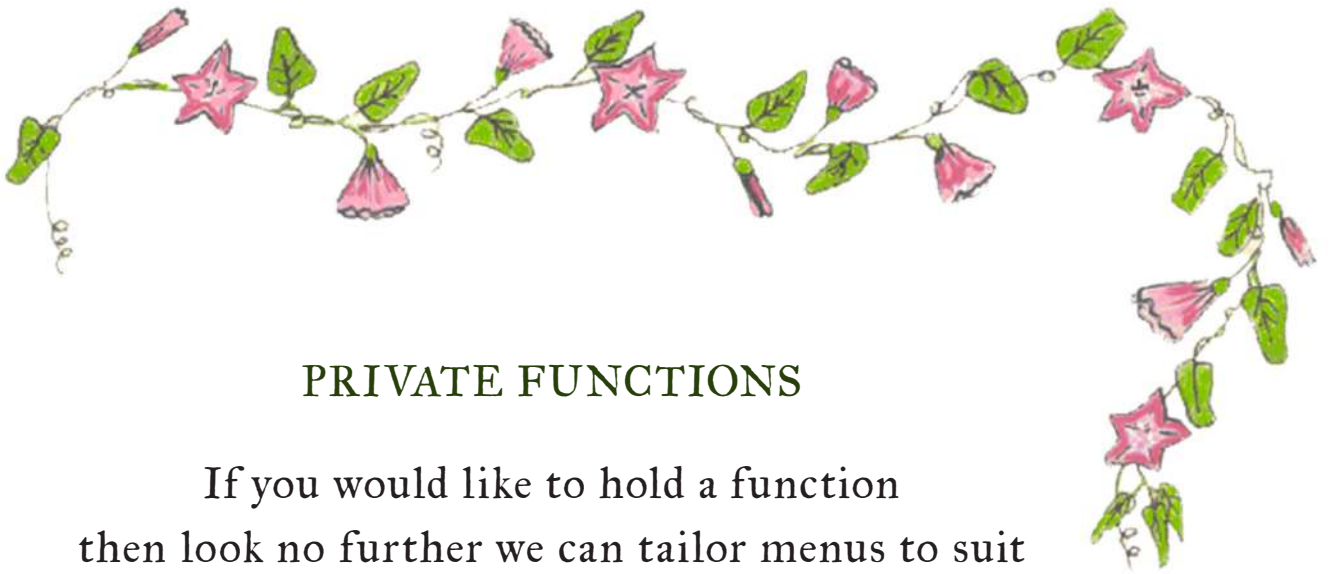 PRIVATE FUNCTIONS
If you would like to hold a function
then look no further we can tailor menus to suit